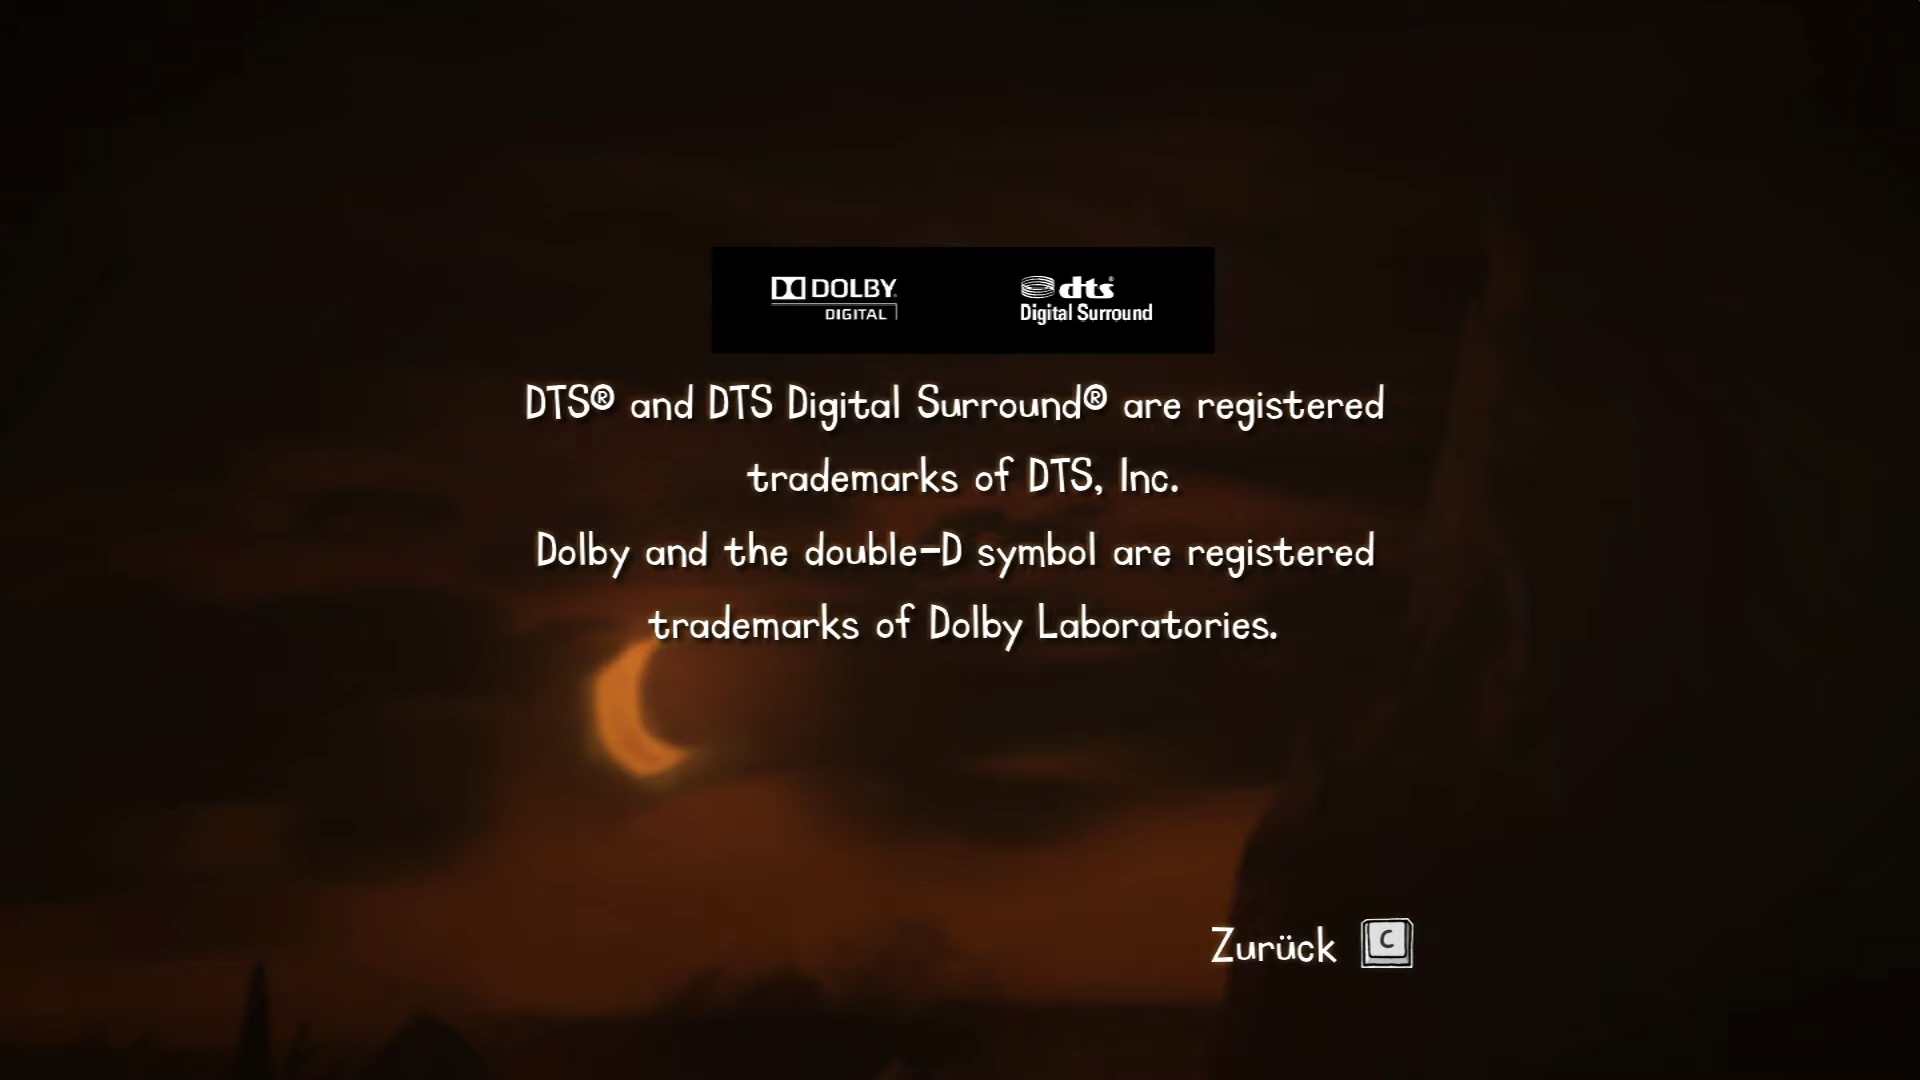 DOLBY
DIGITAL
dts
Digital Surround
DTS® and DTS Digital Surround® are registered
trademarks of DTS, Inc.
Dolby and the double-D symbol are registered
trademarks of Dolby Laboratories.
Zurück C